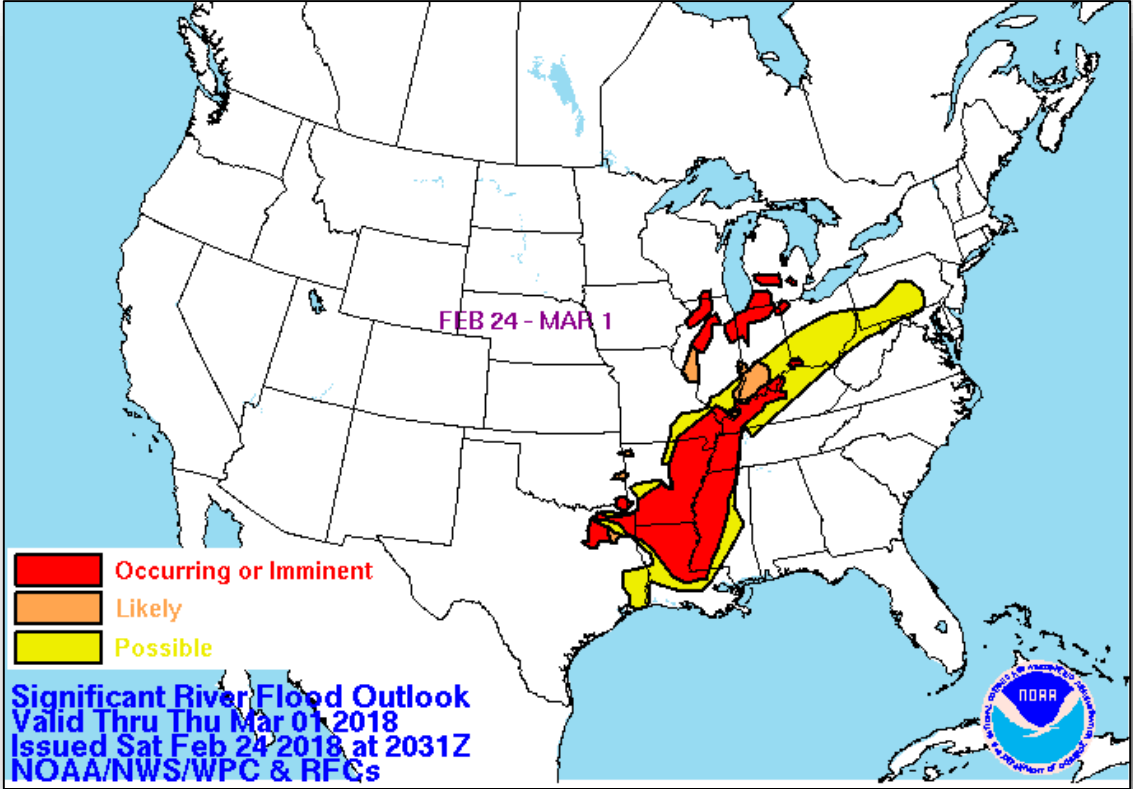 FEB 24 - MAR 1
Occurring or Imminent
Likely
Possible
Significant River Flood Outlook
Valid Thru Thu Mar 01 2018
Issued Sat Feb 24 2018 at 2031Z
NOAA/NWS/WPC & RFCs
NOAA